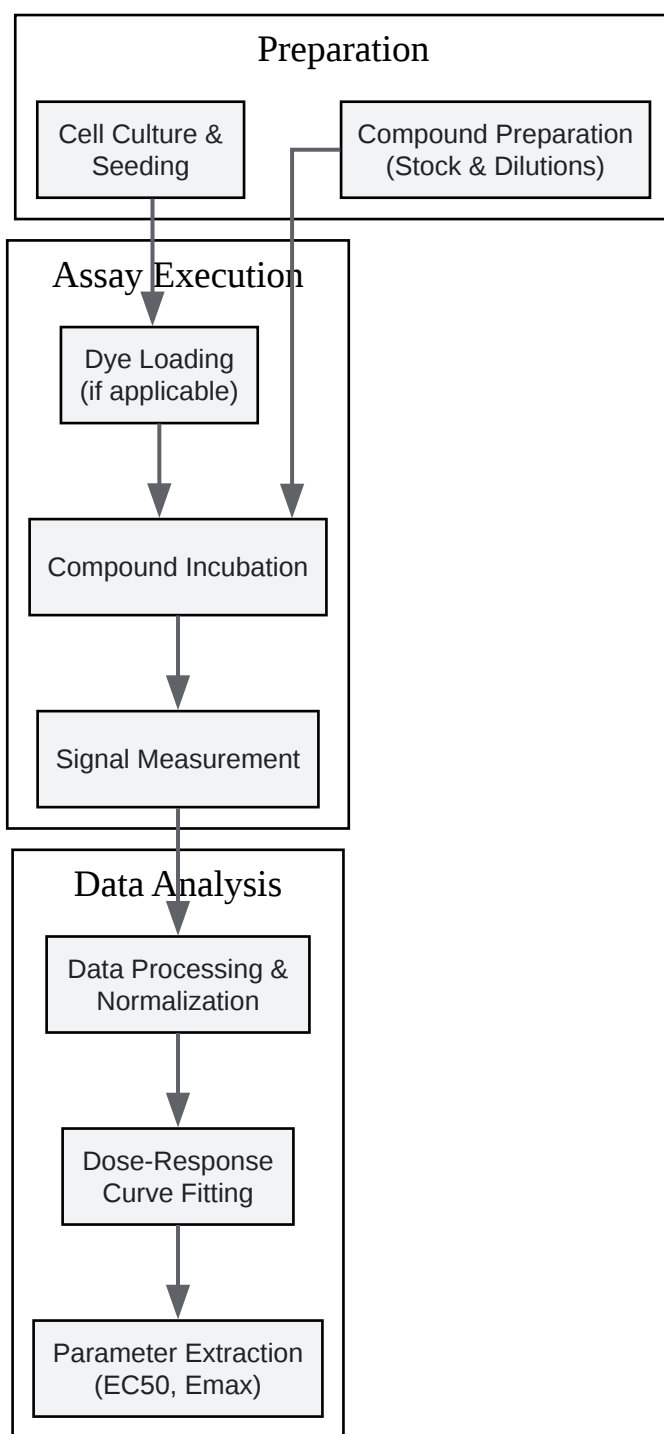 Preparation
Cell Culture &
Seeding
Compound Preparation
(Stock & Dilutions)
Assay Execution
Dye Loading
(if applicable)
Compound Incubation
Signal Measurement
Data Analysis
Data Processing &
Normalization
Dose-Response
Curve Fitting
Parameter Extraction
(EC50, Emax)